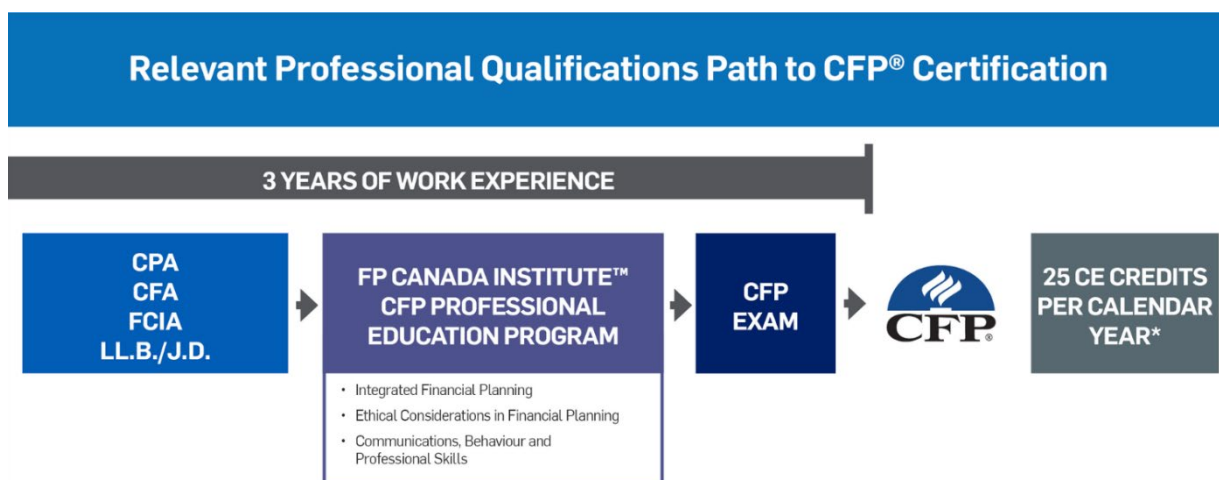 Relevant Professional Qualifications Path to CFP® Certification
3 YEARS OF WORK EXPERIENCE
CPA
CFA
FCIA
LL.B./J.D.
FP CANADA INSTITUTE™
CFP PROFESSIONAL
EDUCATION PROGRAM
• Integrated Financial Planning
• Ethical Considerations in Financial Planning
• Communications, Behaviour and
Professional Skills
CFP
EXAM
CFP®
25 CE CREDITS
PER CALENDAR
YEAR*